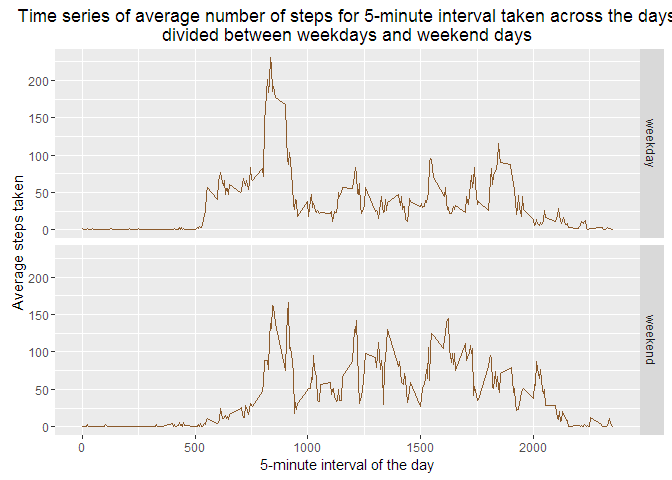 Time series of average number of steps for 5-minute interval taken across the days
divided between weekdays and weekend days
200
150
100
50
0
weekday
Average steps taken
200
150
100
50
0
weekend
0 500 1000 1500 2000
5-minute interval of the day